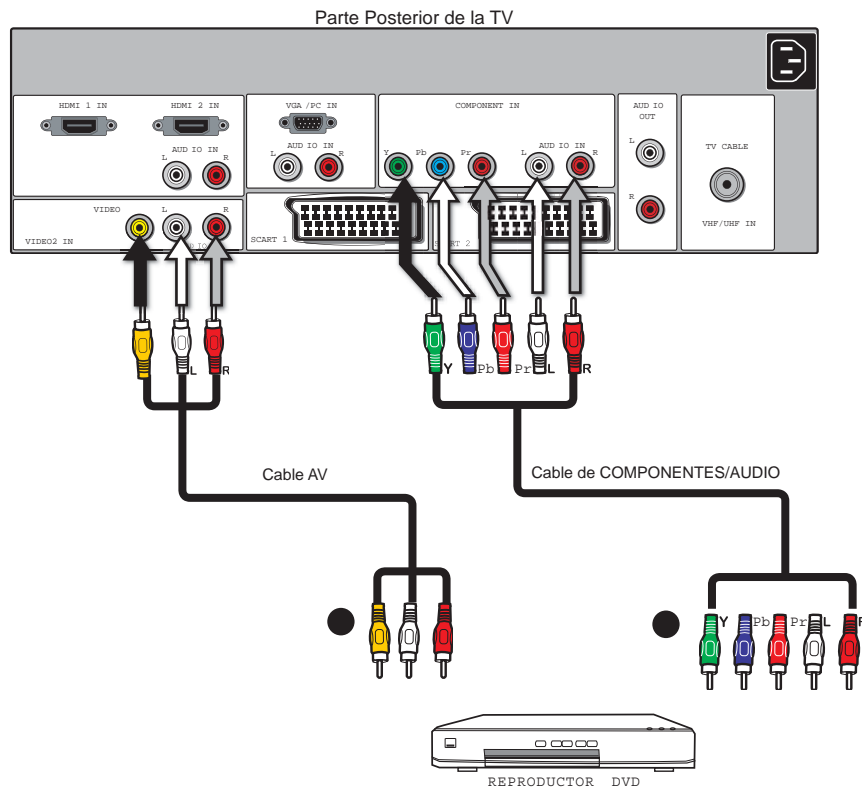 Parte Posterior de la TV
HDMI 1 IN
HDMI 2 IN
VGA /PC IN
COMPONENT IN
AUD IO
OUT
AUD IO IN
L
R
AUD IO IN
L
R
Y
Pb
Pr
AUD IO IN
L
R
L
R
TV CABLE
VHF/UHF IN
VIDEO
L
R
VIDEO2 IN
SCART 1
L
R
Y
Pb
Pr
L
R
Cable AV
Cable de COMPONENTES/AUDIO
Y
Pb
Pr
L
REPRODUCTOR DVD